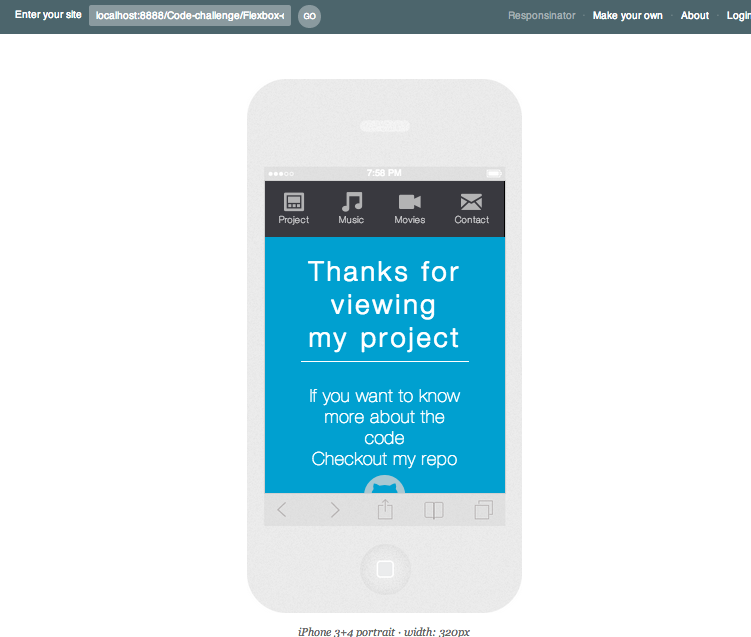 Enter your site localhost:8888/Code-challenge/Flexbox- GO Responsinator · Make your own · About · Login
7:58 PM
Project Music Movies Contact
Thanks for
viewing
my project
If you want to know
more about the
code
Checkout my repo
iPhone 3+4 portrait · width: 320px